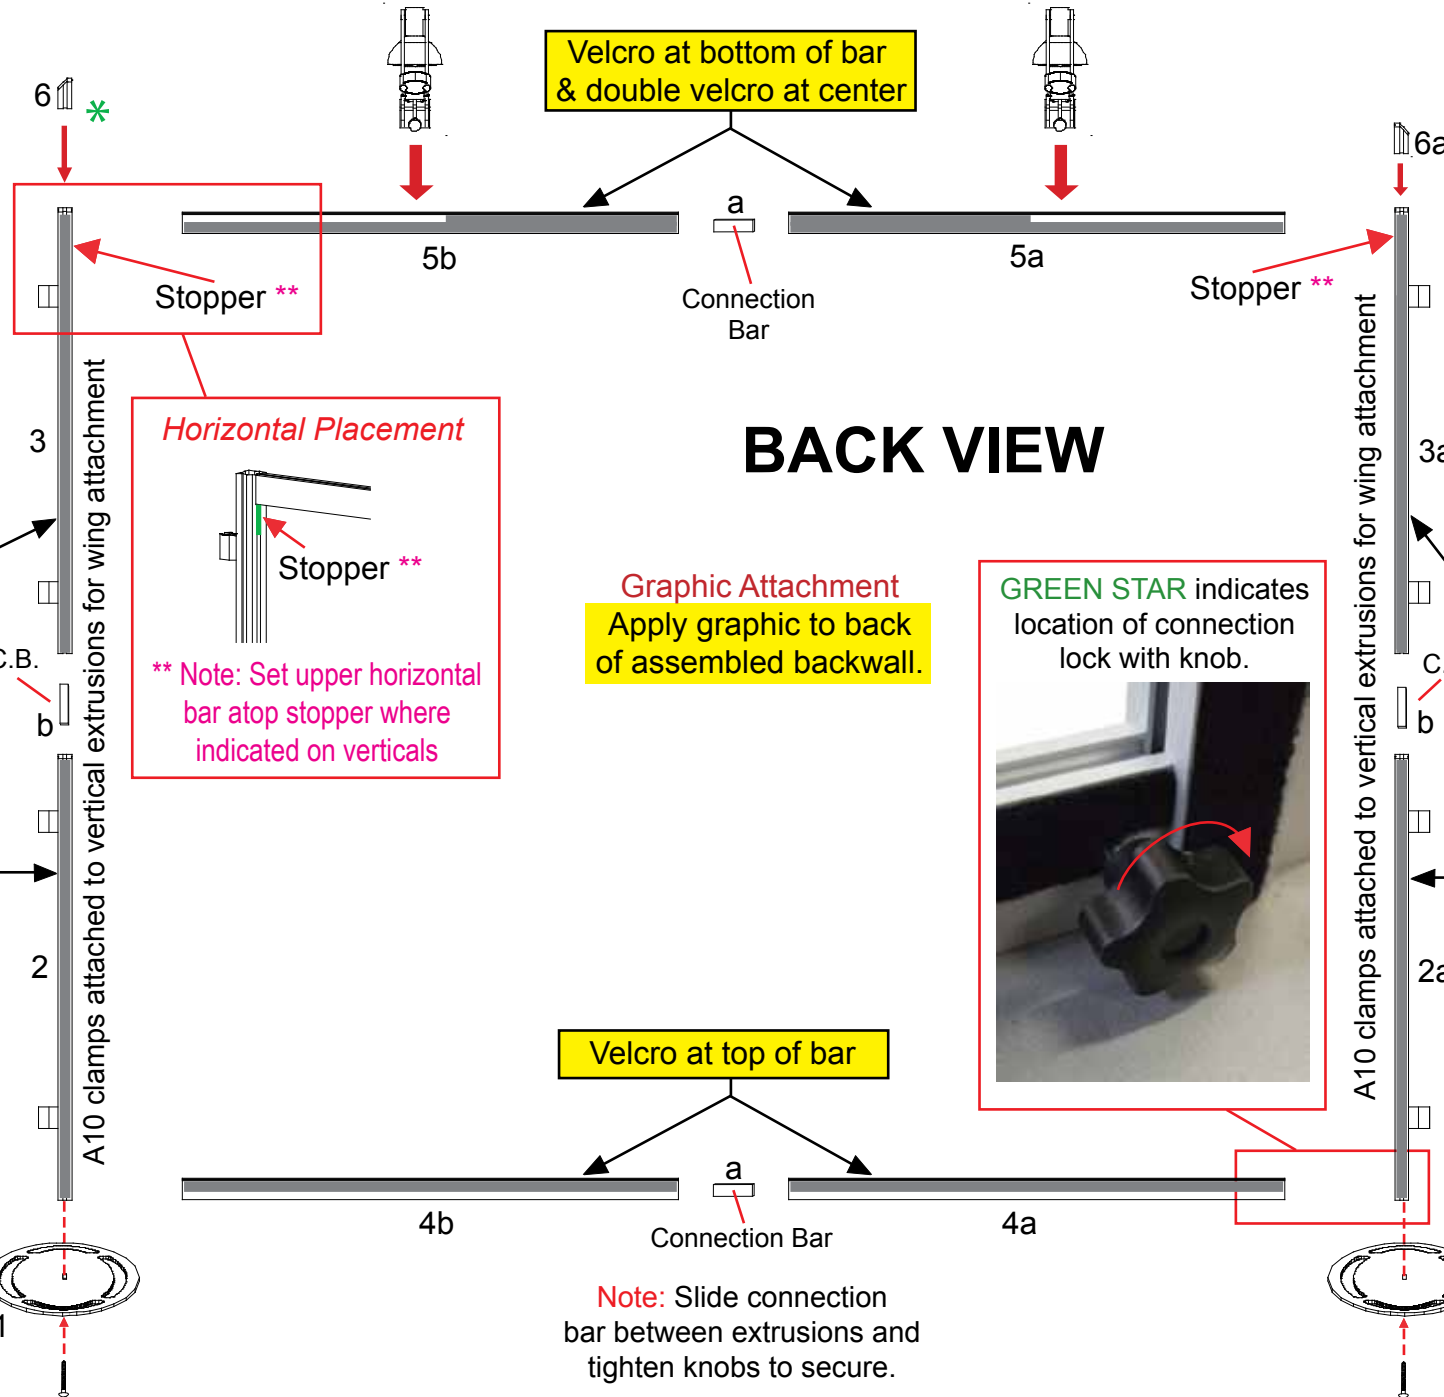 Velcro at bottom of bar
& double velcro at center
6
*
6a
a
5b
5a
Connection
Bar
Stopper **
Stopper **
3
3a
A10 clamps attached to vertical extrusions for wing attachment
A10 clamps attached to vertical extrusions for wing attachment
Horizontal Placement
Stopper **
** Note: Set upper horizontal
bar atop stopper where
indicated on verticals
BACK VIEW
Graphic Attachment
Apply graphic to back
of assembled backwall.
GREEN STAR indicates
location of connection
lock with knob.
C.B.
b
C.
b
2
2a
Velcro at top of bar
a
4b
4a
Connection Bar
1
Note: Slide connection
bar between extrusions and
tighten knobs to secure.